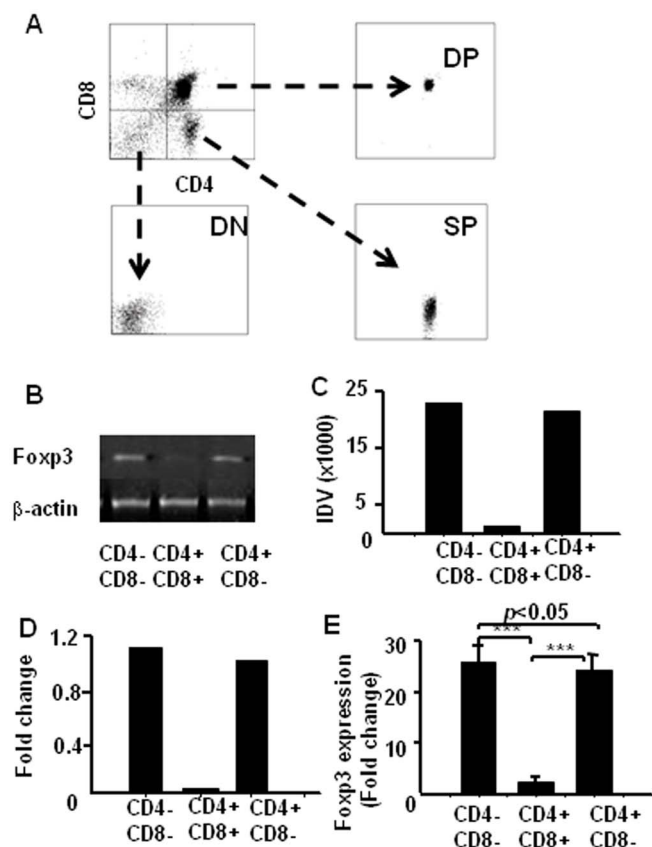 A
CD8
CD4
DP
DN
SP
B
Foxp3
β-actin
CD4- CD4+ CD4+
CD8- CD8+ CD8-
C
IDV (x1000)
25
15
5
0
CD4- CD4+ CD4+
CD8- CD8+ CD8-
D
Fold change
1.2
0.8
0.4
0
CD4- CD4+ CD4+
CD8- CD8+ CD8-
E
Foxp3 expression
(Fold change)
p<0.05
***
***
30
20
10
0
CD4- CD4+ CD4+
CD8- CD8+ CD8-